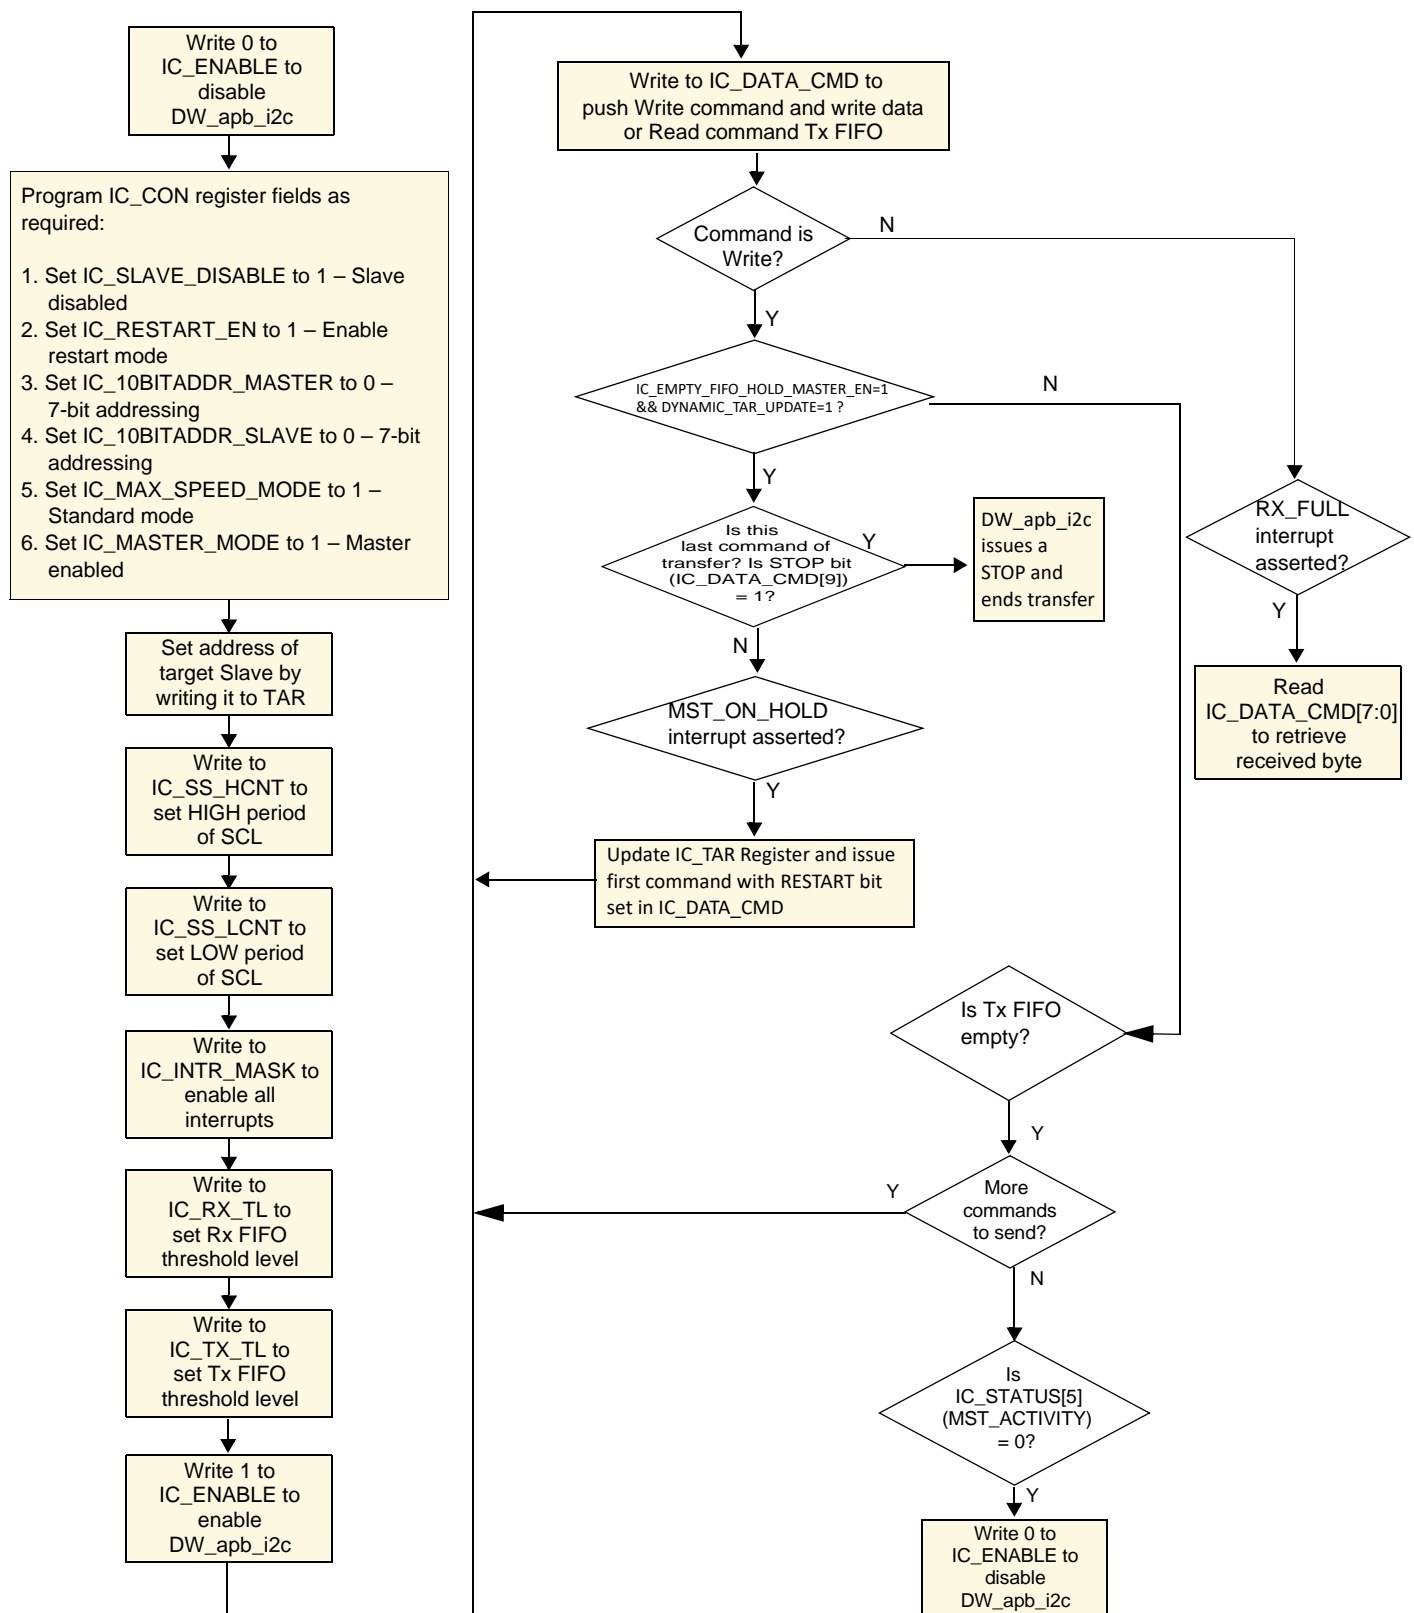 Write 0 to
IC_ENABLE to
disable
DW_apb_i2c
Program IC_CON register fields as
required:
1. Set IC_SLAVE_DISABLE to 1 – Slave
disabled
2. Set IC_RESTART_EN to 1 – Enable
restart mode
3. Set IC_10BITADDR_MASTER to 0 –
7-bit addressing
4. Set IC_10BITADDR_SLAVE to 0 – 7-bit
addressing
5. Set IC_MAX_SPEED_MODE to 1 –
Standard mode
6. Set IC_MASTER_MODE to 1 – Master
enabled
Set address of
target Slave by
writing it to TAR
Write to
IC_SS_HCNT to
set HIGH period
of SCL
Write to
IC_SS_LCNT to
set LOW period
of SCL
Write to
IC_INTR_MASK to
enable all
interrupts
Write to
IC_RX_TL to
set Rx FIFO
threshold level
Write to
IC_TX_TL to
set Tx FIFO
threshold level
Write 1 to
IC_ENABLE to
enable
DW_apb_i2c
Write to IC_DATA_CMD to
push Write command and write data
or Read command Tx FIFO
Command is
Write?
N
Y
IC_EMPTY_FIFO_HOLD_MASTER_EN=1
&& DYNAMIC_TAR_UPDATE=1 ?
N
Y
Is this
last command of
transfer? Is STOP bit
(IC_DATA_CMD[9])
= 1?
Y
DW_apb_i2c
issues a
STOP and
ends transfer
N
MST_ON_HOLD
interrupt asserted?
Y
Update IC_TAR Register and issue
first command with RESTART bit
set in IC_DATA_CMD
RX_FULL
interrupt
asserted?
Y
Read
IC_DATA_CMD[7:0]
to retrieve
received byte
Is Tx FIFO
empty?
Y
More
commands
to send?
Y
N
Is
IC_STATUS[5]
(MST_ACTIVITY)
= 0?
Y
Write 0 to
IC_ENABLE to
disable
DW_apb_i2c